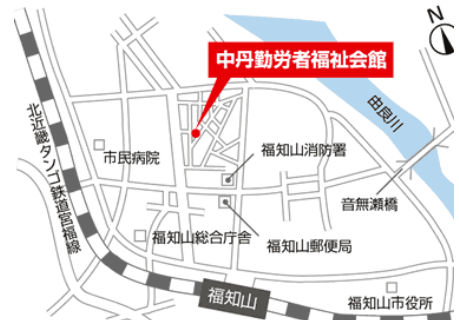 N
中丹勤労者福祉会館
由良川
北近畿タンゴ鉄道宮福線
市民病院
福知山消防署
音無瀬橋
福知山総合庁舎
福知山郵便局
福知山
福知山市役所